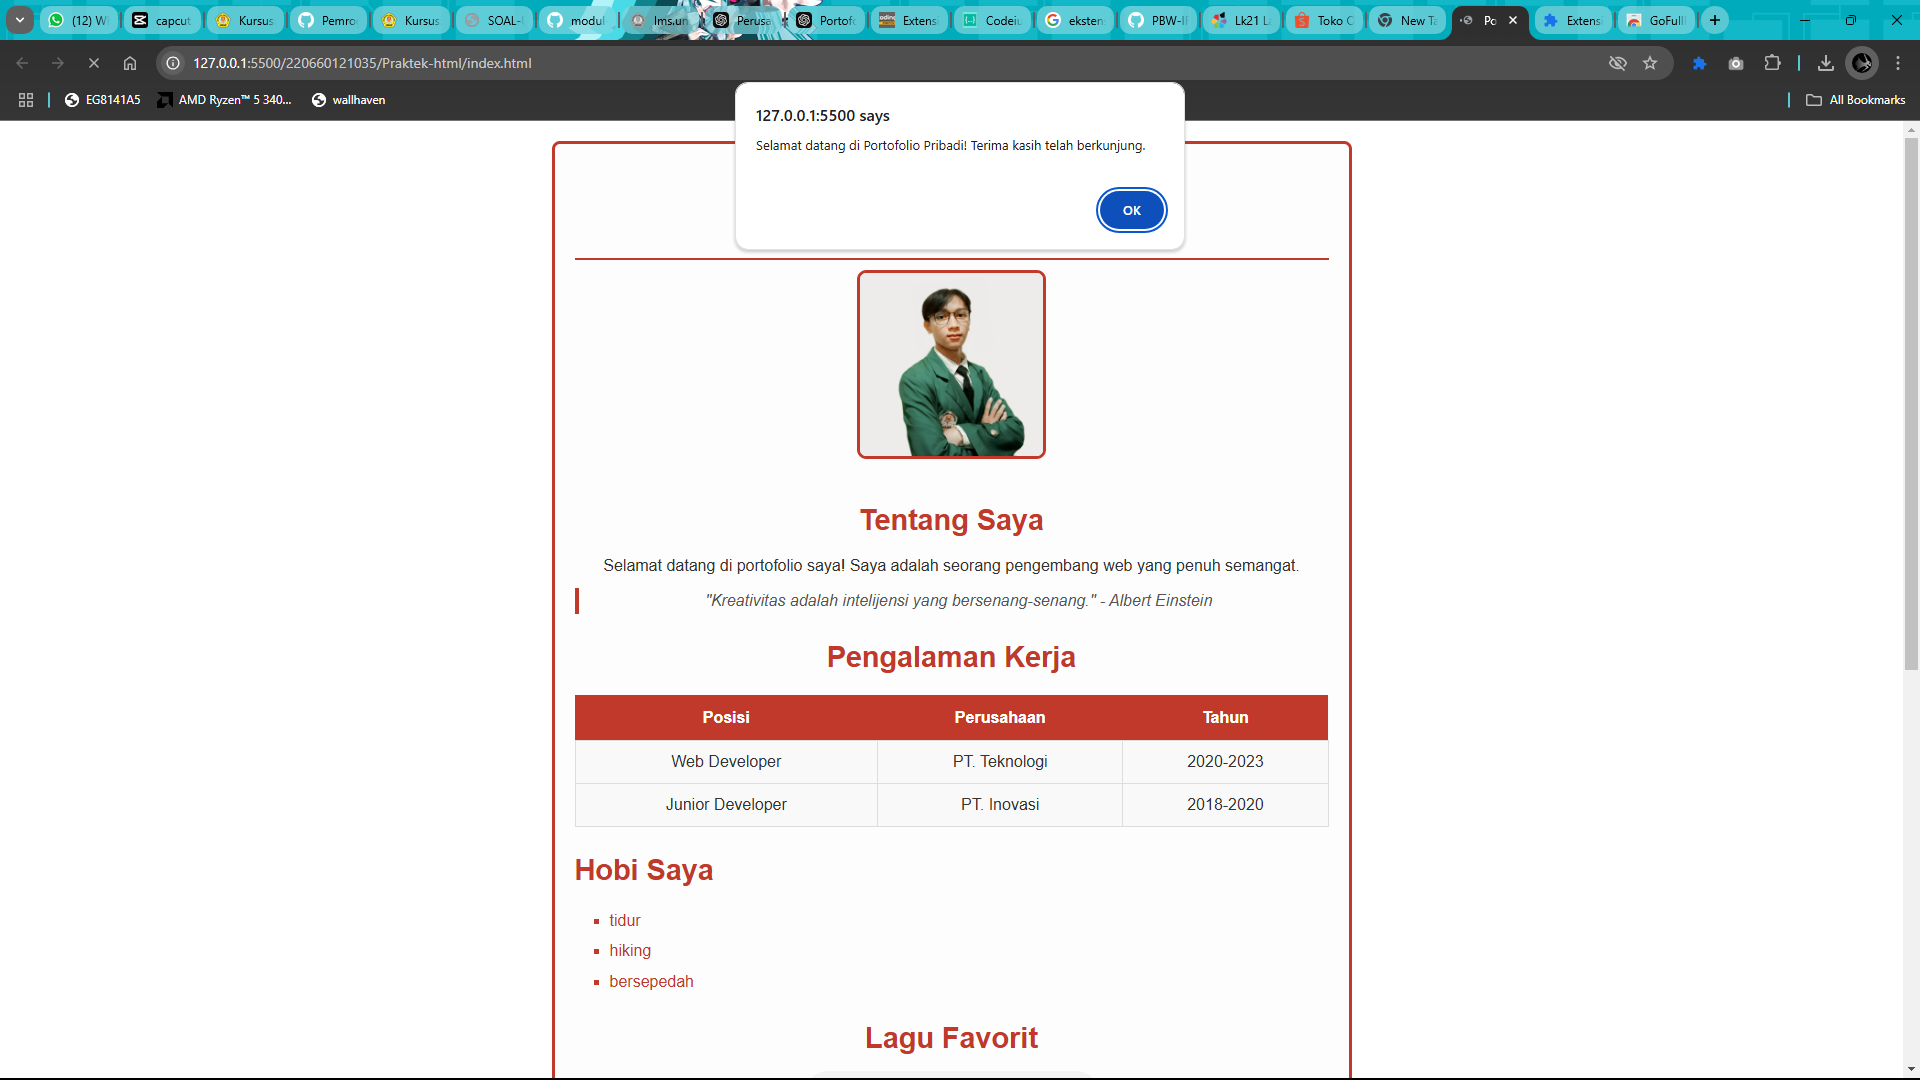 (12) W
capcut
Kursus
Pemro
Kursus
SOAL-
modul
lms.un
Perusa
Portofo
Extensi
Codeiu
eksten
PBW-I
Lk21 L
Toko O
New Ta
Po
Extensi
GoFull
127.0.0.1:5500/220660121035/Praktek-html/index.html
EG8141A5
AMD Ryzen™ 5 340...
wallhaven
All Bookmarks
127.0.0.1:5500 says
Selamat datang di Portofolio Pribadi! Terima kasih telah berkunjung.
OK
Tentang Saya
Selamat datang di portofolio saya! Saya adalah seorang pengembang web yang penuh semangat.
"Kreativitas adalah intelijensi yang bersenang-senang." - Albert Einstein
Pengalaman Kerja
Posisi Perusahaan Tahun
Web Developer PT. Teknologi 2020-2023
Junior Developer PT. Inovasi 2018-2020
Hobi Saya
tidur
hiking
bersepedah
Lagu Favorit